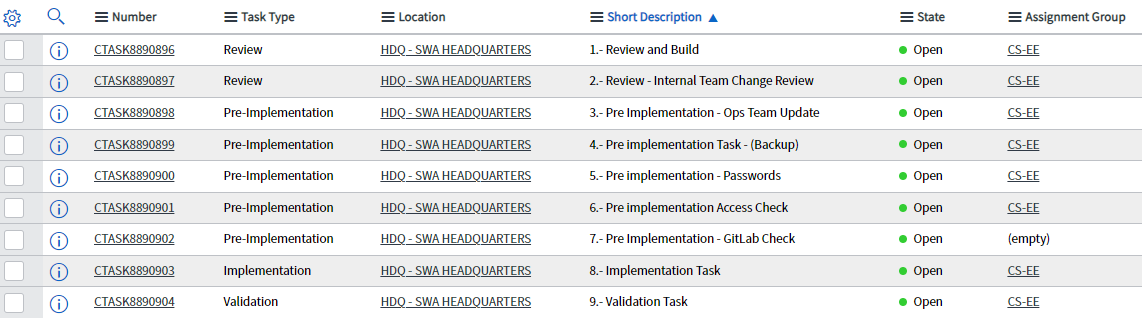 Number Task Type Location Short Description State Assignment Group
CTASK8890896 Review HDQ - SWA HEADQUARTERS 1.- Review and Build Open CS-EE
CTASK8890897 Review HDQ - SWA HEADQUARTERS 2.- Review - Internal Team Change Review Open CS-EE
CTASK8890898 Pre-Implementation HDQ - SWA HEADQUARTERS 3.- Pre Implementation - Ops Team Update Open CS-EE
CTASK8890899 Pre-Implementation HDQ - SWA HEADQUARTERS 4.- Pre implementation Task - (Backup) Open CS-EE
CTASK8890900 Pre-Implementation HDQ - SWA HEADQUARTERS 5.- Pre implementation - Passwords Open CS-EE
CTASK8890901 Pre-Implementation HDQ - SWA HEADQUARTERS 6.- Pre implementation Access Check Open CS-EE
CTASK8890902 Pre-Implementation HDQ - SWA HEADQUARTERS 7.- Pre Implementation - GitLab Check Open (empty)
CTASK8890903 Implementation HDQ - SWA HEADQUARTERS 8.- Implementation Task Open CS-EE
CTASK8890904 Validation HDQ - SWA HEADQUARTERS 9.- Validation Task Open CS-EE